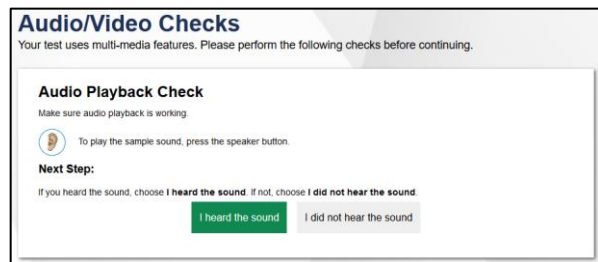 Audio/Video Checks
Your test uses multi-media features. Please perform the following checks before continuing.
Audio Playback Check
Make sure audio playback is working.
To play the sample sound, press the speaker button.
Next Step:
If you heard the sound, choose I heard the sound. If not, choose I did not hear the sound.
I heard the sound
I did not hear the sound